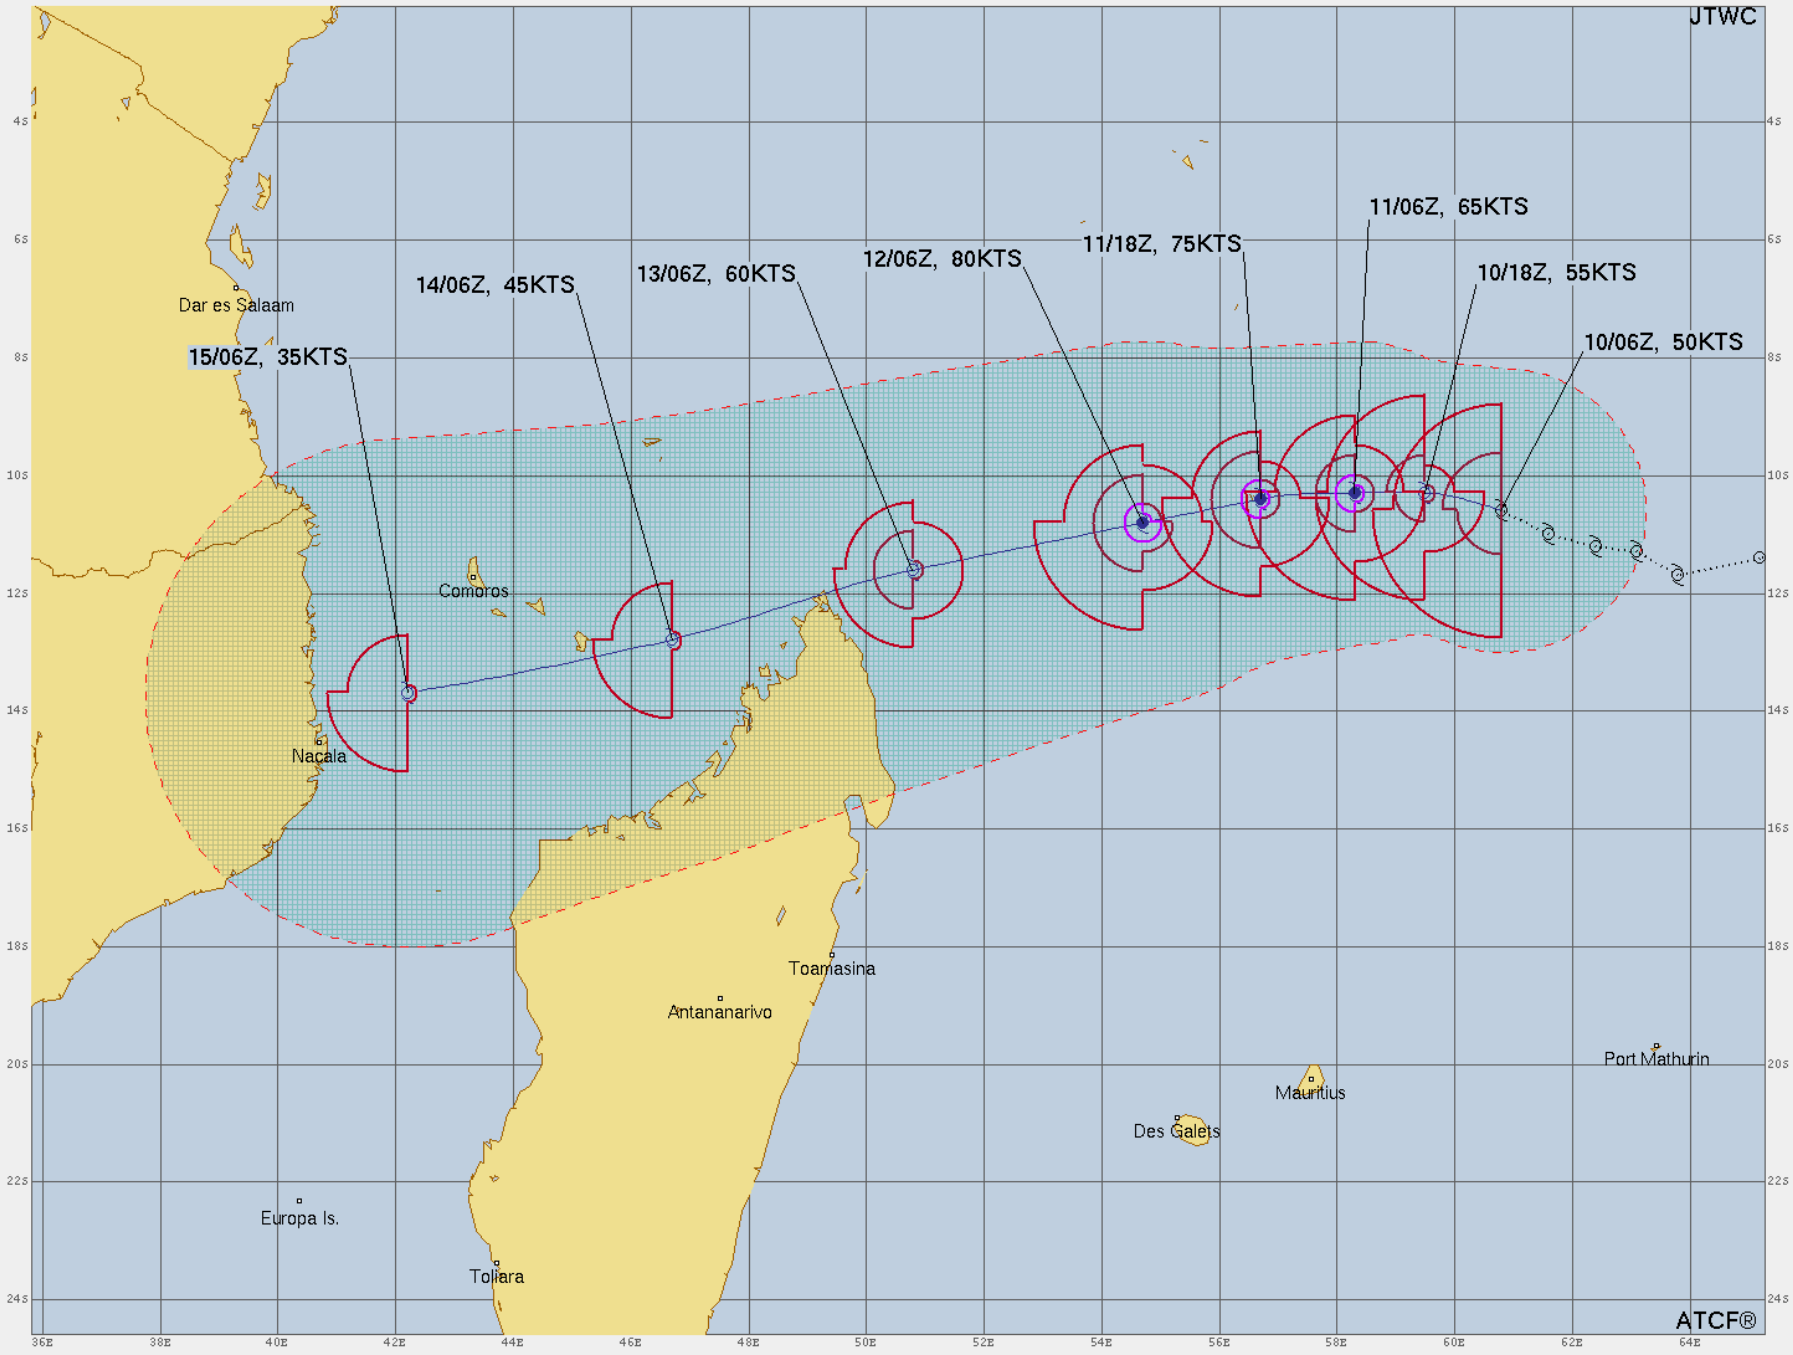 JTWC
4S
4S
11/06Z, 65KTS
6S
11/18Z, 75KTS
6S
12/06Z, 80KTS
13/06Z, 60KTS
10/18Z, 55KTS
14/06Z, 45KTS
Dar es Salaam
10/06Z, 50KTS
15/06Z, 35KTS
8S
8S
10S
10S
Comoros
12S
12S
14S
14S
Nacala
16S
16S
18S
18S
Toamasina
Antananarivo
Port Mathurin
20S
20S
Mauritius
Des Galets
22S
22S
Europa Is.
Toliara
24S
24S
ATCF®
36E 38E 40E 42E 44E 46E 48E 50E 52E 54E 56E 58E 60E 62E 64E